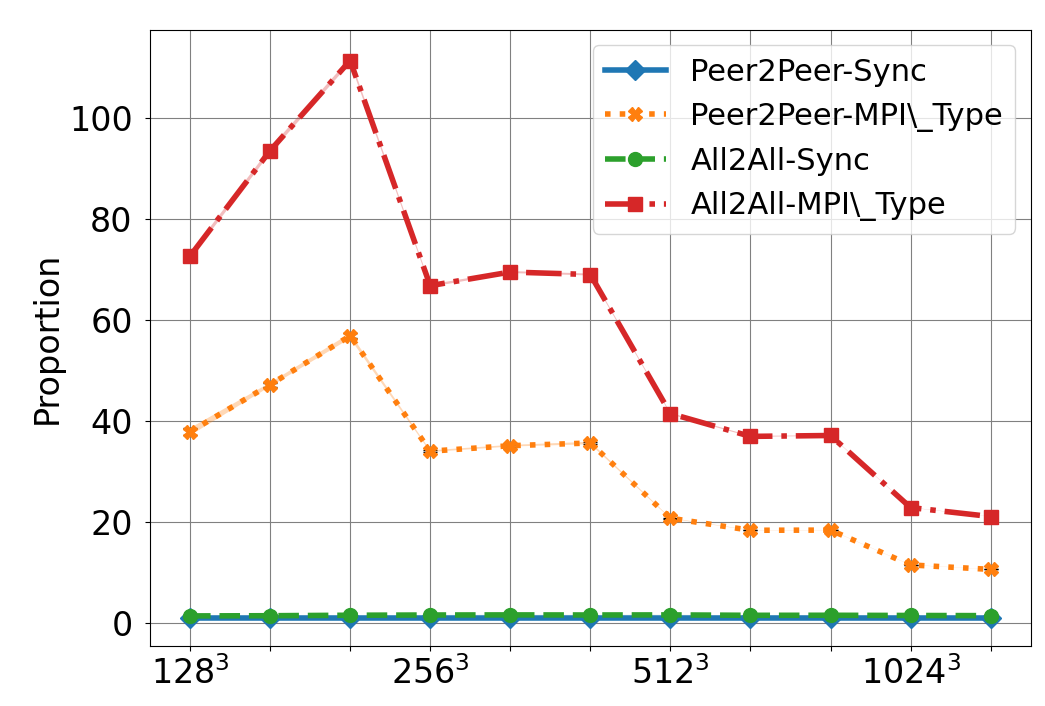 Proportion
100
80
60
40
20
0
128³
256³
512³
1024³
Peer2Peer-Sync
Peer2Peer-MPI\_Type
All2All-Sync
All2All-MPI\_Type